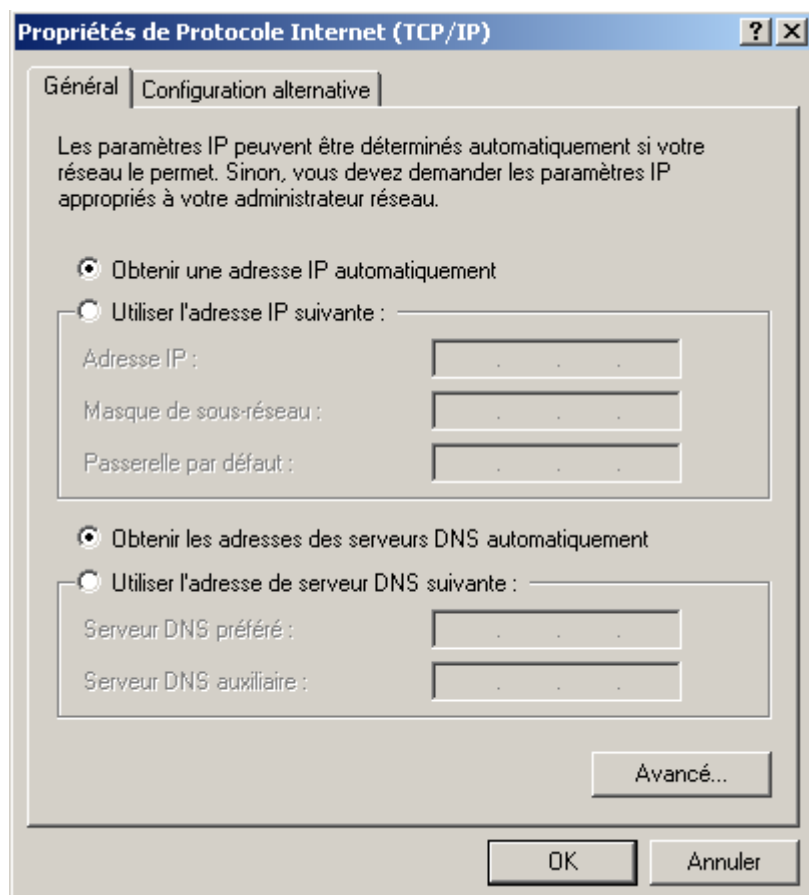 Propriétés de Protocole Internet (TCP/IP)
Général
Configuration alternative
Les paramètres IP peuvent être déterminés automatiquement si votre
réseau le permet. Sinon, vous devez demander les paramètres IP
appropriés à votre administrateur réseau.
Obtenir une adresse IP automatiquement
Utiliser l'adresse IP suivante :
Adresse IP :
Masque de sous-réseau :
Passerelle par défaut :
Obtenir les adresses des serveurs DNS automatiquement
Utiliser l'adresse de serveur DNS suivante :
Serveur DNS préféré :
Serveur DNS auxiliaire :
Avancé...
OK
Annuler